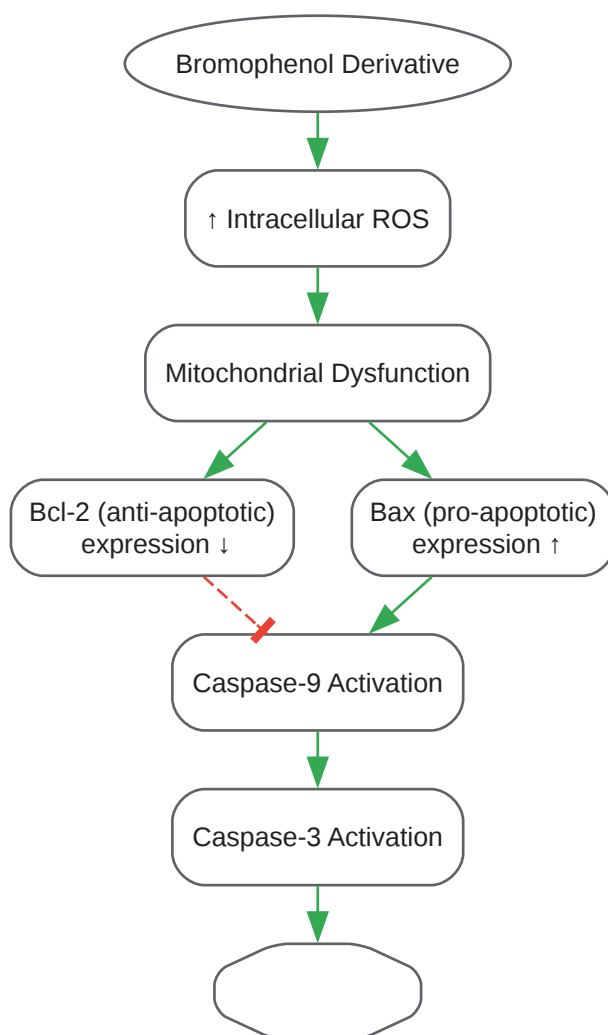 Bromophenol Derivative
↑ Intracellular ROS
Mitochondrial Dysfunction
Bcl-2 (anti-apoptotic)
expression ↓
Bax (pro-apoptotic)
expression ↑
Caspase-9 Activation
Caspase-3 Activation